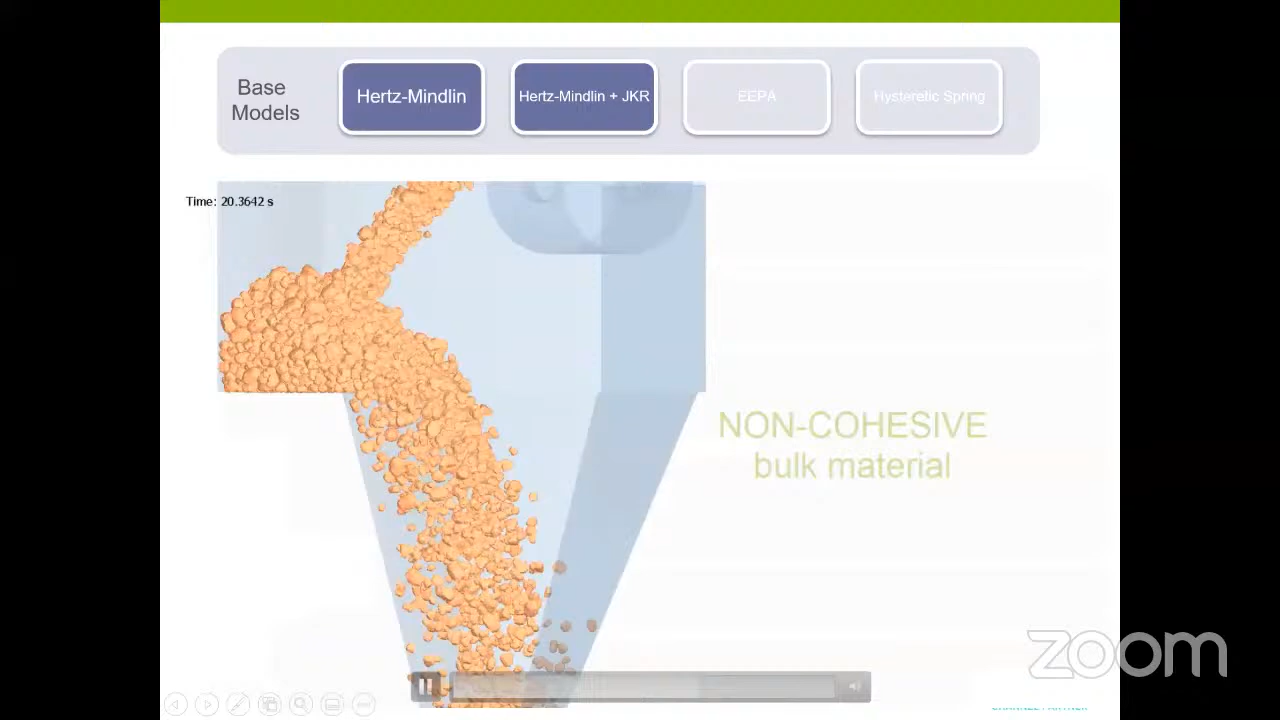 Base
Models
Hertz-Mindlin
Hertz-Mindlin + JKR
EEPA
Hysteretic Spring
Time: 20.3642 s
NON-COHESIVE
bulk material
zoom